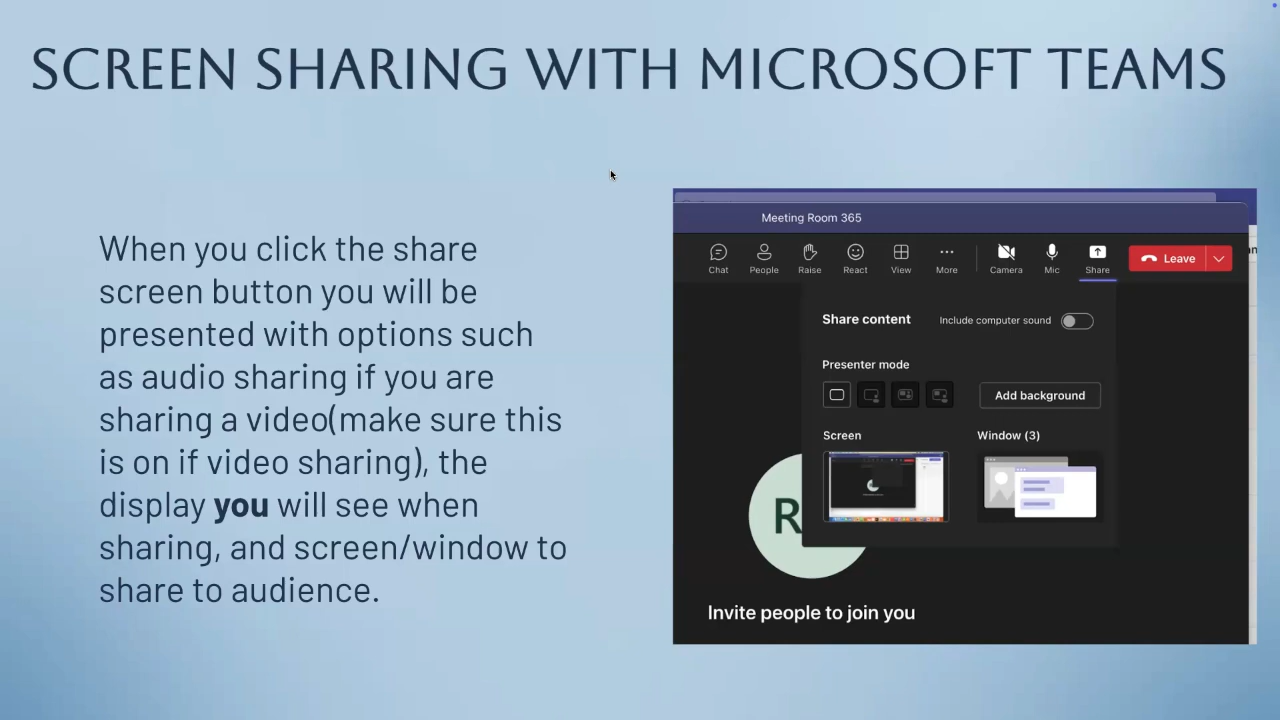 SCREEN SHARING WITH MICROSOFT TEAMS
When you click the share
screen button you will be
presented with options such
as audio sharing if you are
sharing a video(make sure this
is on if video sharing), the
display you will see when
sharing, and screen/window to
share to audience.
Meeting Room 365
Chat People Raise React View More Camera Mic Share Leave
Share content Include computer sound
Presenter mode
Add background
Screen Window (3)
R
Invite people to join you